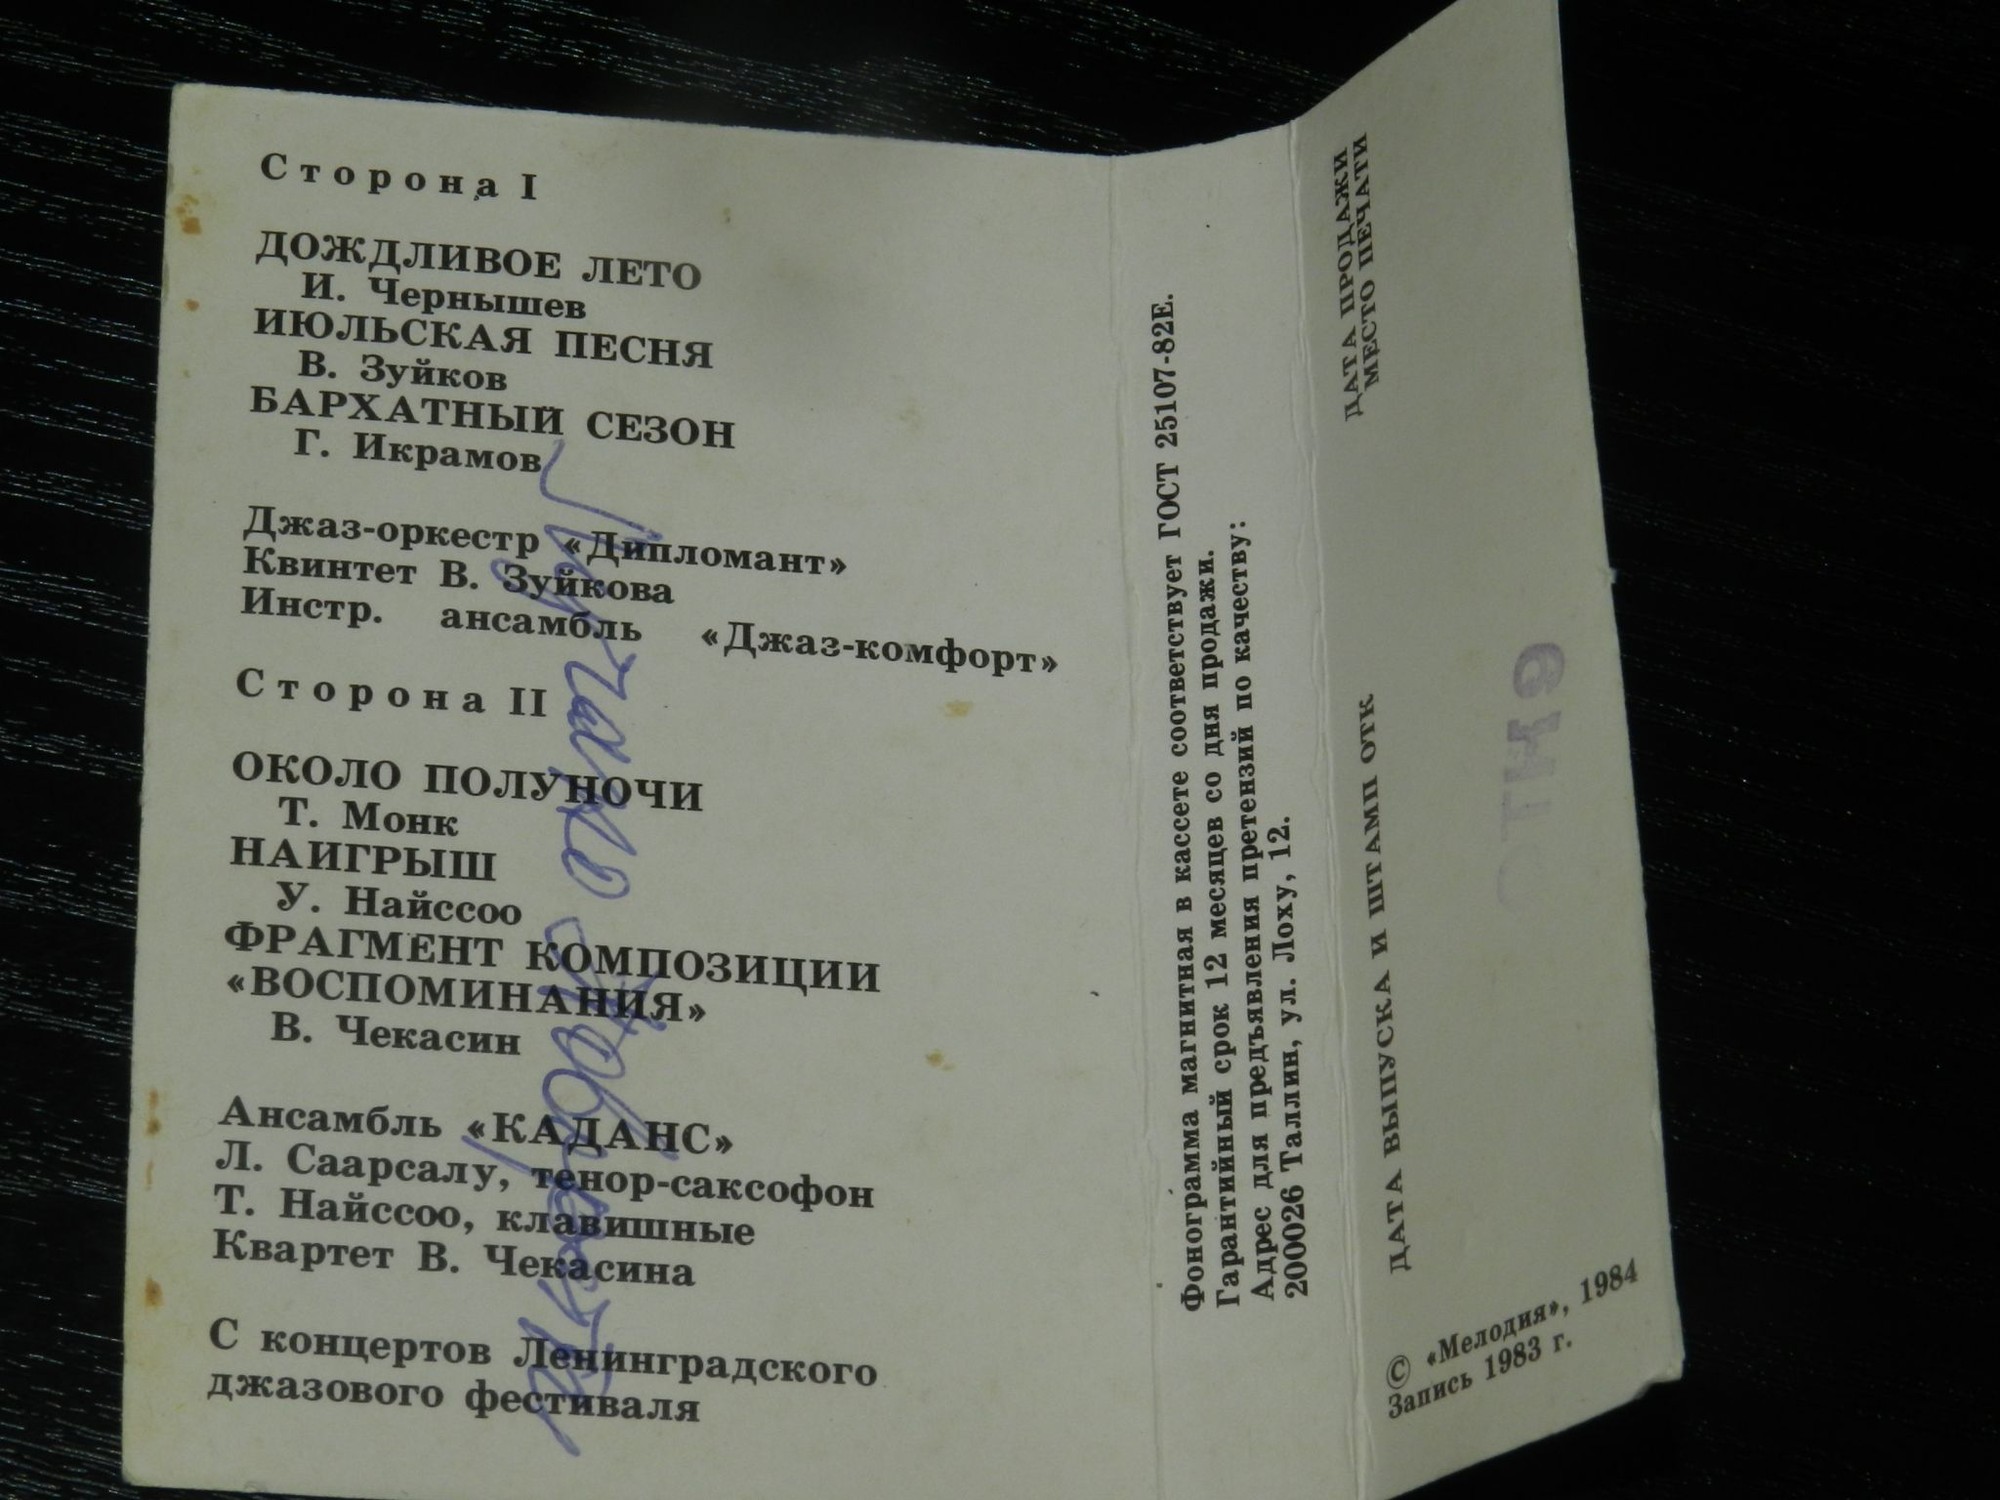 Сторона I
ДОЖДЛИВОЕ ЛЕТО
И. Чернышев
ИЮЛЬСКАЯ ПЕСНЯ
В. Зуйков
БАРХАТНЫЙ СЕЗОН
Г. Икрамов
Джаз-оркестр «Дипломант»
Квинтет В. Зуйкова
Инстр. ансамбль «Джаз-комфорт»
Сторона II
ОКОЛО ПОЛУНОЧИ
Т. Монк
НАИГРЫШ
У. Найссоо
ФРАГМЕНТ КОМПОЗИЦИИ
«ВОСПОМИНАНИЯ»
В. Чекасин
Ансамбль «КАДАНС»
Л. Саарсалу, тенор-саксофон
Т. Найссоо, клавишные
Квартет В. Чекасина
С концертов Ленинградского
джазового фестиваля
Фонограмма магнитная в кассете соответствует ГОСТ 25107-82Е.
Гарантийный срок 12 месяцев со дня продажи.
Адрес для предъявления претензий по качеству:
200026 Таллин, ул. Лоху, 12.
ДАТА ПРОДАЖИ
МЕСТО ПЕЧАТИ
ДАТА ВЫПУСКА И ШТАМП ОТК
© «Мелодия», 1984
Запись 1983 г.